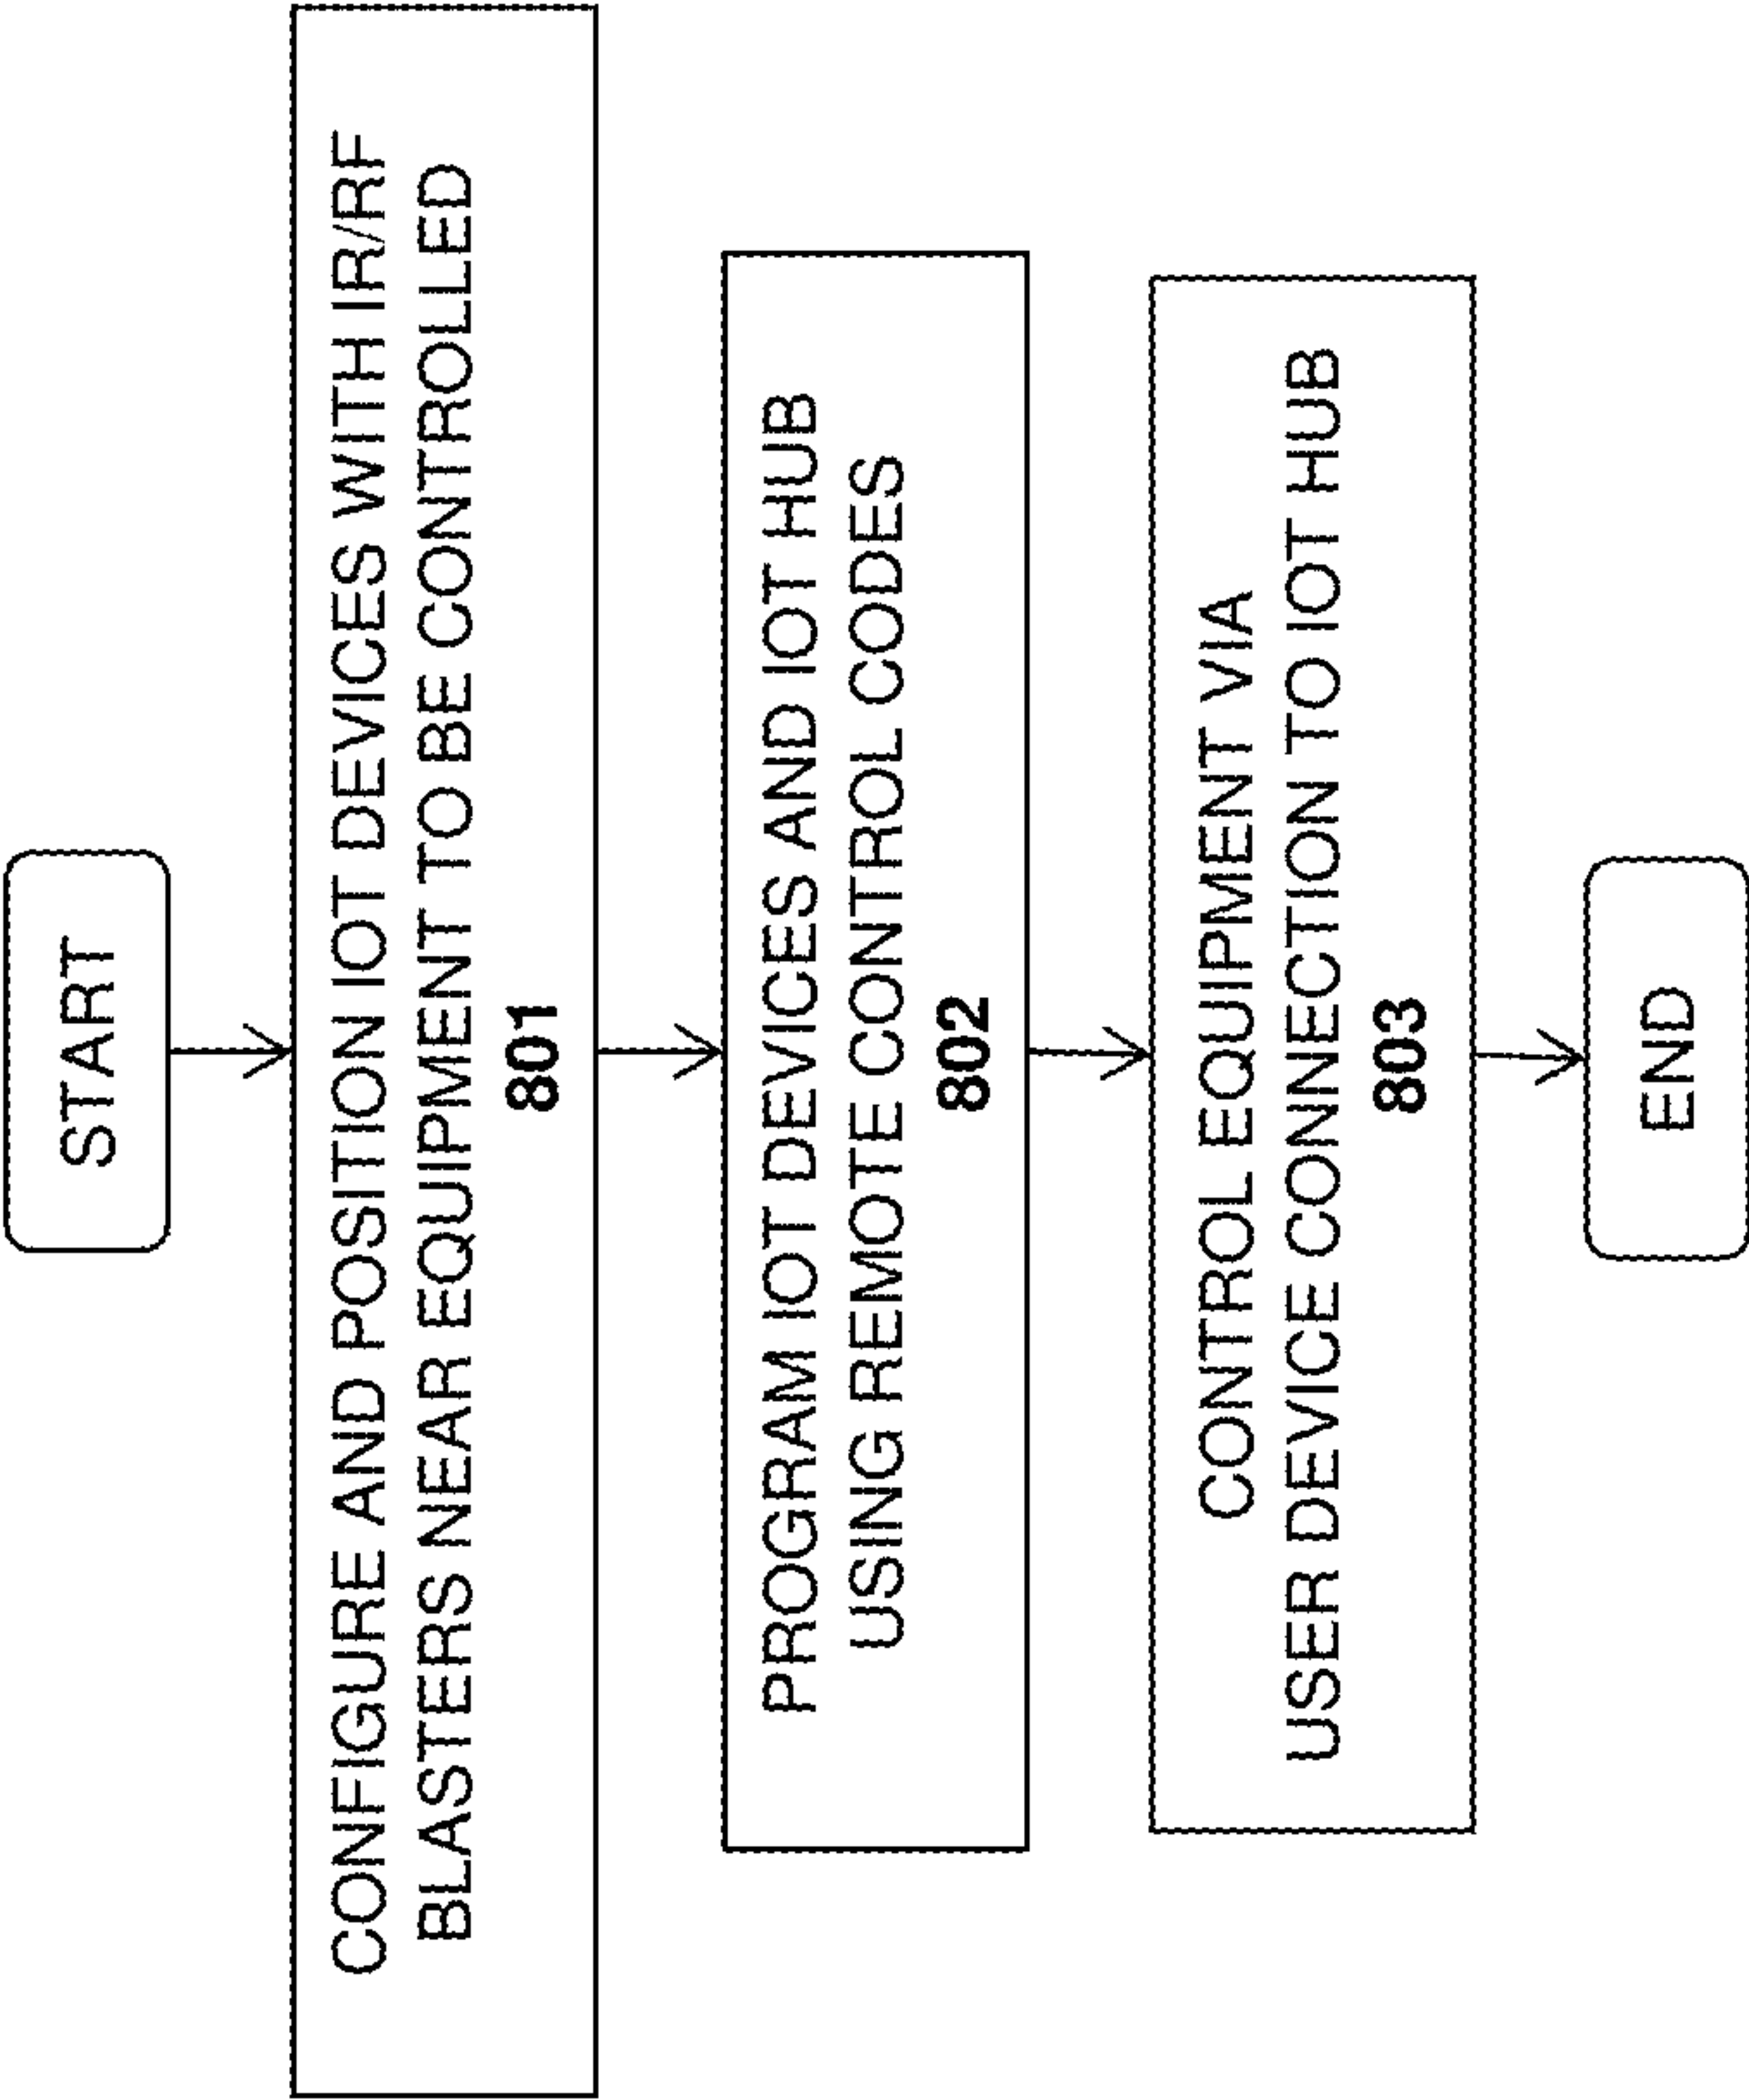 START
CONFIGURE AND POSITION IOT DEVICES WITH IR/RF
BLASTERS NEAR EQUIPMENT TO BE CONTROLLED
801
PROGRAM IOT DEVICES AND IOT HUB
USING REMOTE CONTROL CODES
802
CONTROL EQUIPMENT VIA
USER DEVICE CONNECTION TO IOT HUB
803
END